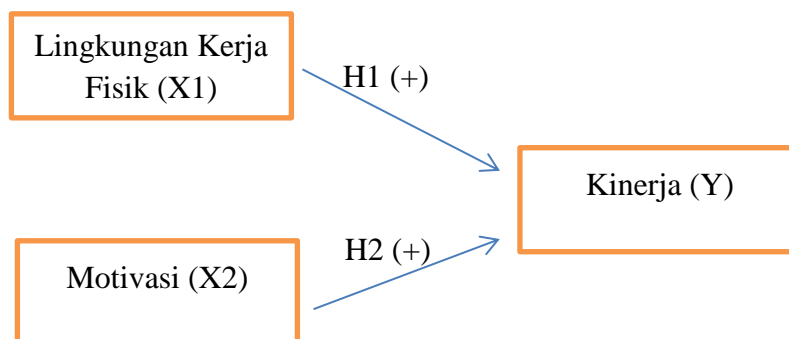 Lingkungan Kerja
Fisik (X1)
H1 (+)
Kinerja (Y)
H2 (+)
Motivasi (X2)